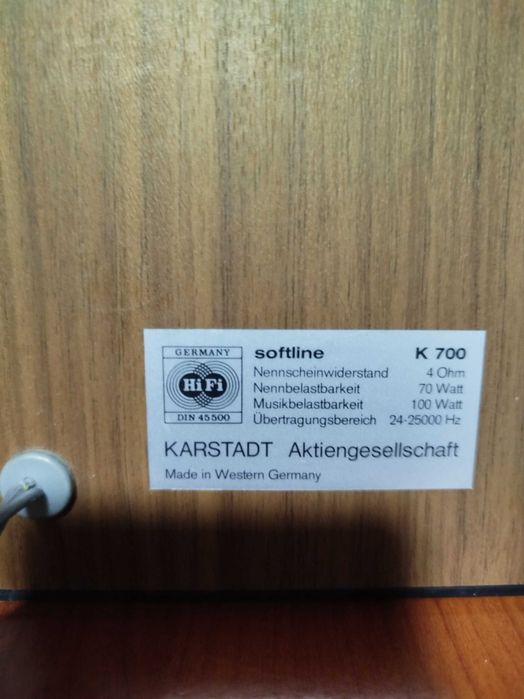 GERMANY
HiFi
DIN 45500
softline K 700
Nennscheinwiderstand 4 Ohm
Nennbelastbarkeit 70 Watt
Musikbelastbarkeit 100 Watt
Übertragungsbereich 24-25000 Hz
KARSTADT Aktiengesellschaft
Made in Western Germany